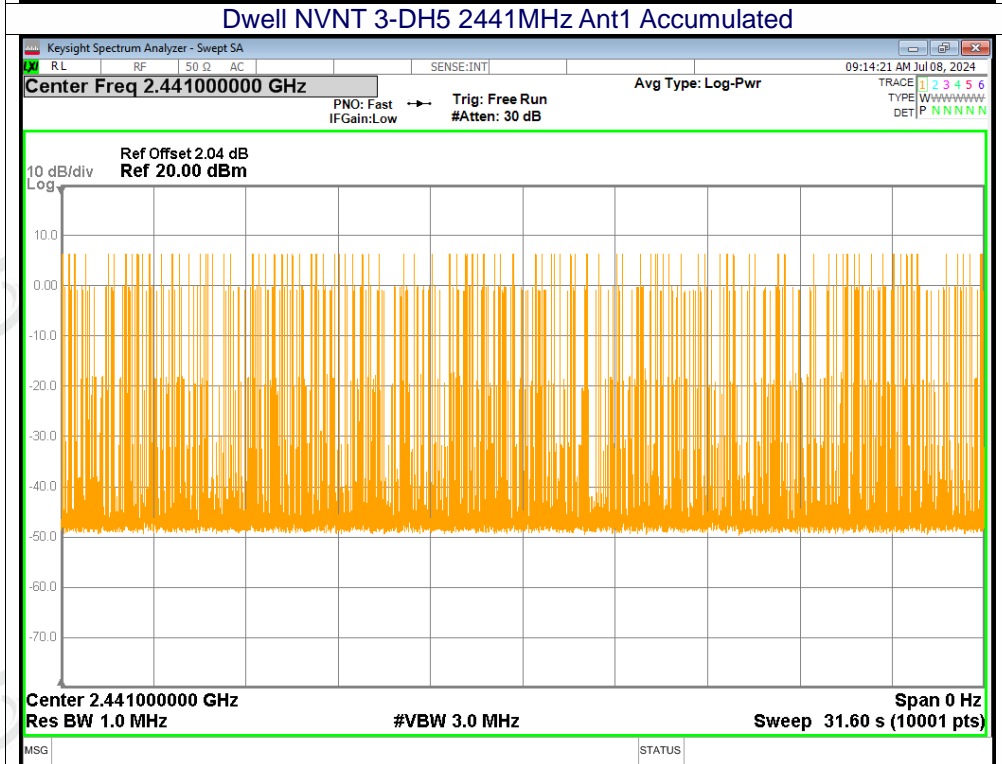 Dwell NVNT 3-DH5 2441MHz Ant1 Accumulated
Keysight Spectrum Analyzer - Swept SA
LXI RL RF 50 Ω AC SENSE:INT 09:14:21 AM Jul 08, 2024
Center Freq 2.441000000 GHz Avg Type: Log-Pwr TRACE 1 2 3 4 5 6
PNO: Fast Trig: Free Run TYPE WWWWWWW
IFGain:Low #Atten: 30 dB DET P N N N N N
Ref Offset 2.04 dB
10 dB/div Ref 20.00 dBm
Log
10.0
0.00
-10.0
-20.0
-30.0
-40.0
-50.0
-60.0
-70.0
Center 2.441000000 GHz Span 0 Hz
Res BW 1.0 MHz #VBW 3.0 MHz Sweep 31.60 s (10001 pts)
MSG STATUS